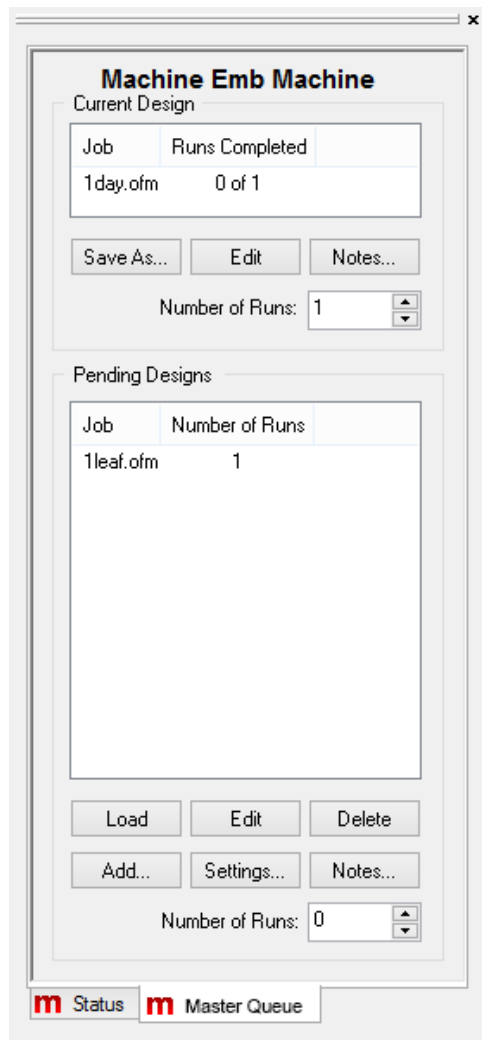 Machine Emb Machine
Current Design
Job Runs Completed
1day.ofm 0 of 1
Save As... Edit Notes...
Number of Runs: 1
Pending Designs
Job Number of Runs
1leaf.ofm 1
Load Edit Delete
Add... Settings... Notes...
Number of Runs: 0
m Status m Master Queue